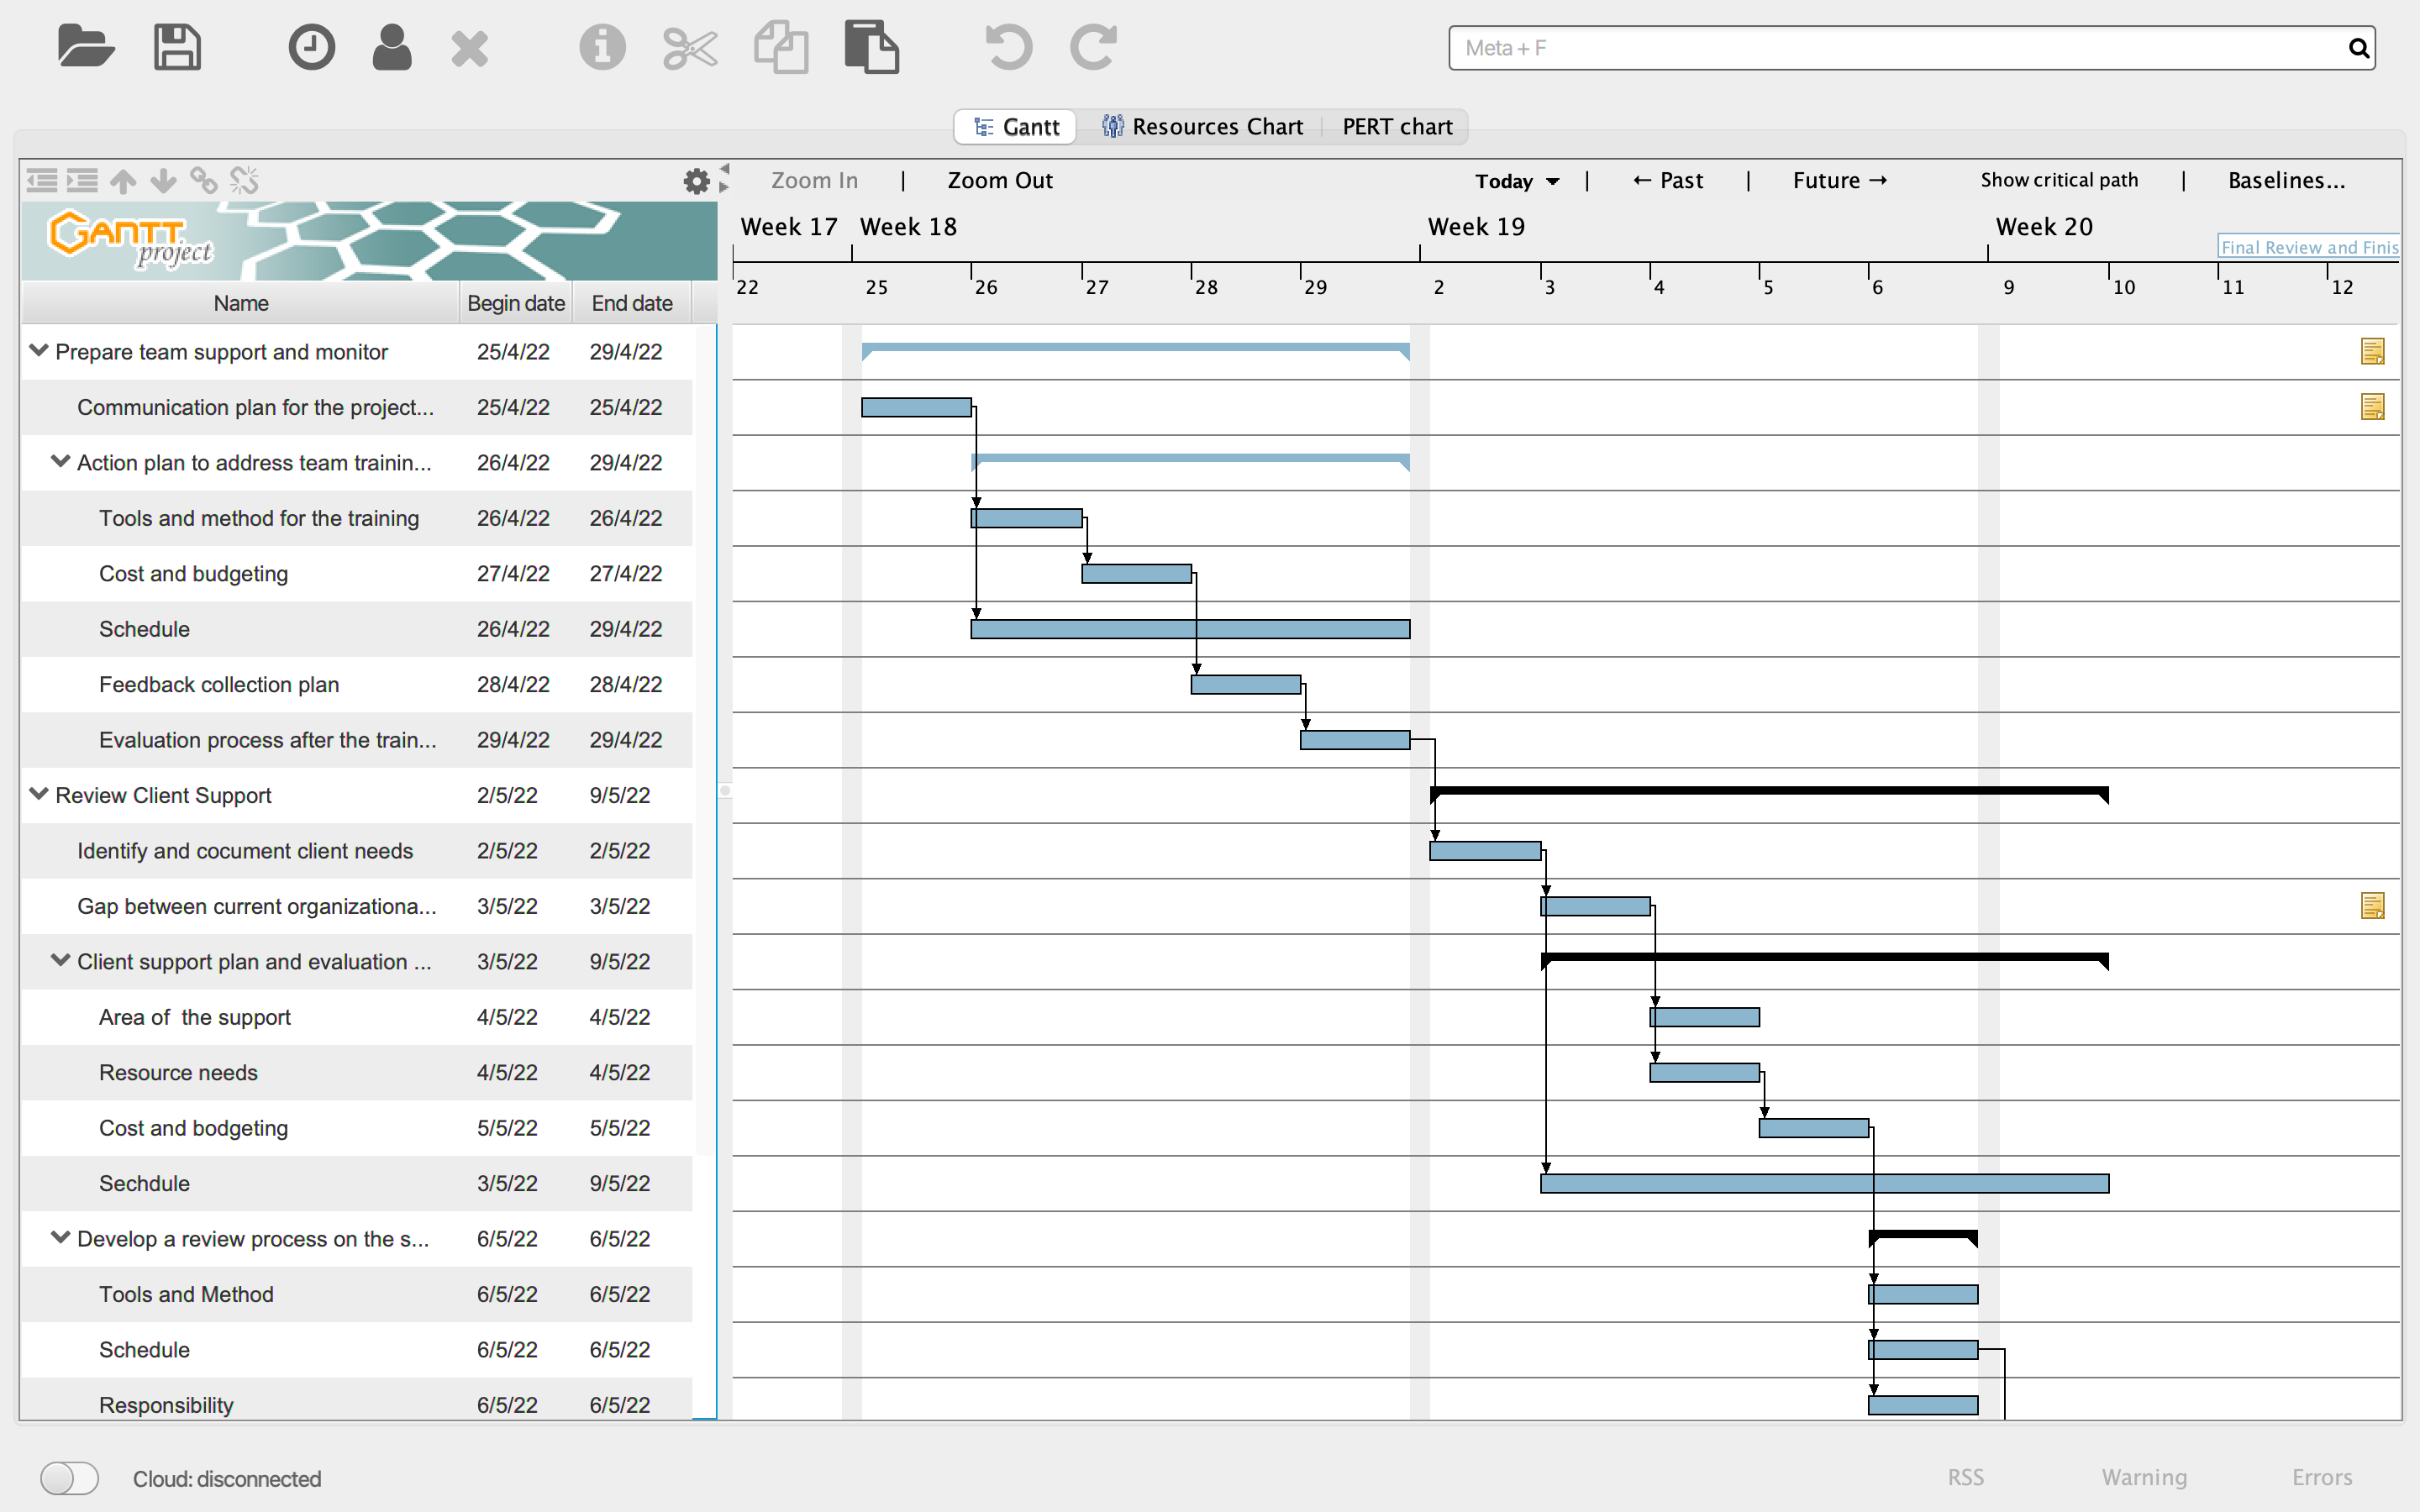 Meta + F
Gantt Resources Chart PERT chart
Zoom In | Zoom Out Today | ← Past | Future → Show critical path | Baselines...
GANTT project
Week 17 Week 18 Week 19 Week 20
Final Review and Finis
22 25 26 27 28 29 2 3 4 5 6 9 10 11 12
Name Begin date End date
Prepare team support and monitor 25/4/22 29/4/22
Communication plan for the project... 25/4/22 25/4/22
Action plan to address team trainin... 26/4/22 29/4/22
Tools and method for the training 26/4/22 26/4/22
Cost and budgeting 27/4/22 27/4/22
Schedule 26/4/22 29/4/22
Feedback collection plan 28/4/22 28/4/22
Evaluation process after the train... 29/4/22 29/4/22
Review Client Support 2/5/22 9/5/22
Identify and cocument client needs 2/5/22 2/5/22
Gap between current organizationa... 3/5/22 3/5/22
Client support plan and evaluation ... 3/5/22 9/5/22
Area of  the support 4/5/22 4/5/22
Resource needs 4/5/22 4/5/22
Cost and bodgeting 5/5/22 5/5/22
Sechdule 3/5/22 9/5/22
Develop a review process on the s... 6/5/22 6/5/22
Tools and Method 6/5/22 6/5/22
Schedule 6/5/22 6/5/22
Responsibility 6/5/22 6/5/22
Cloud: disconnected RSS Warning Errors